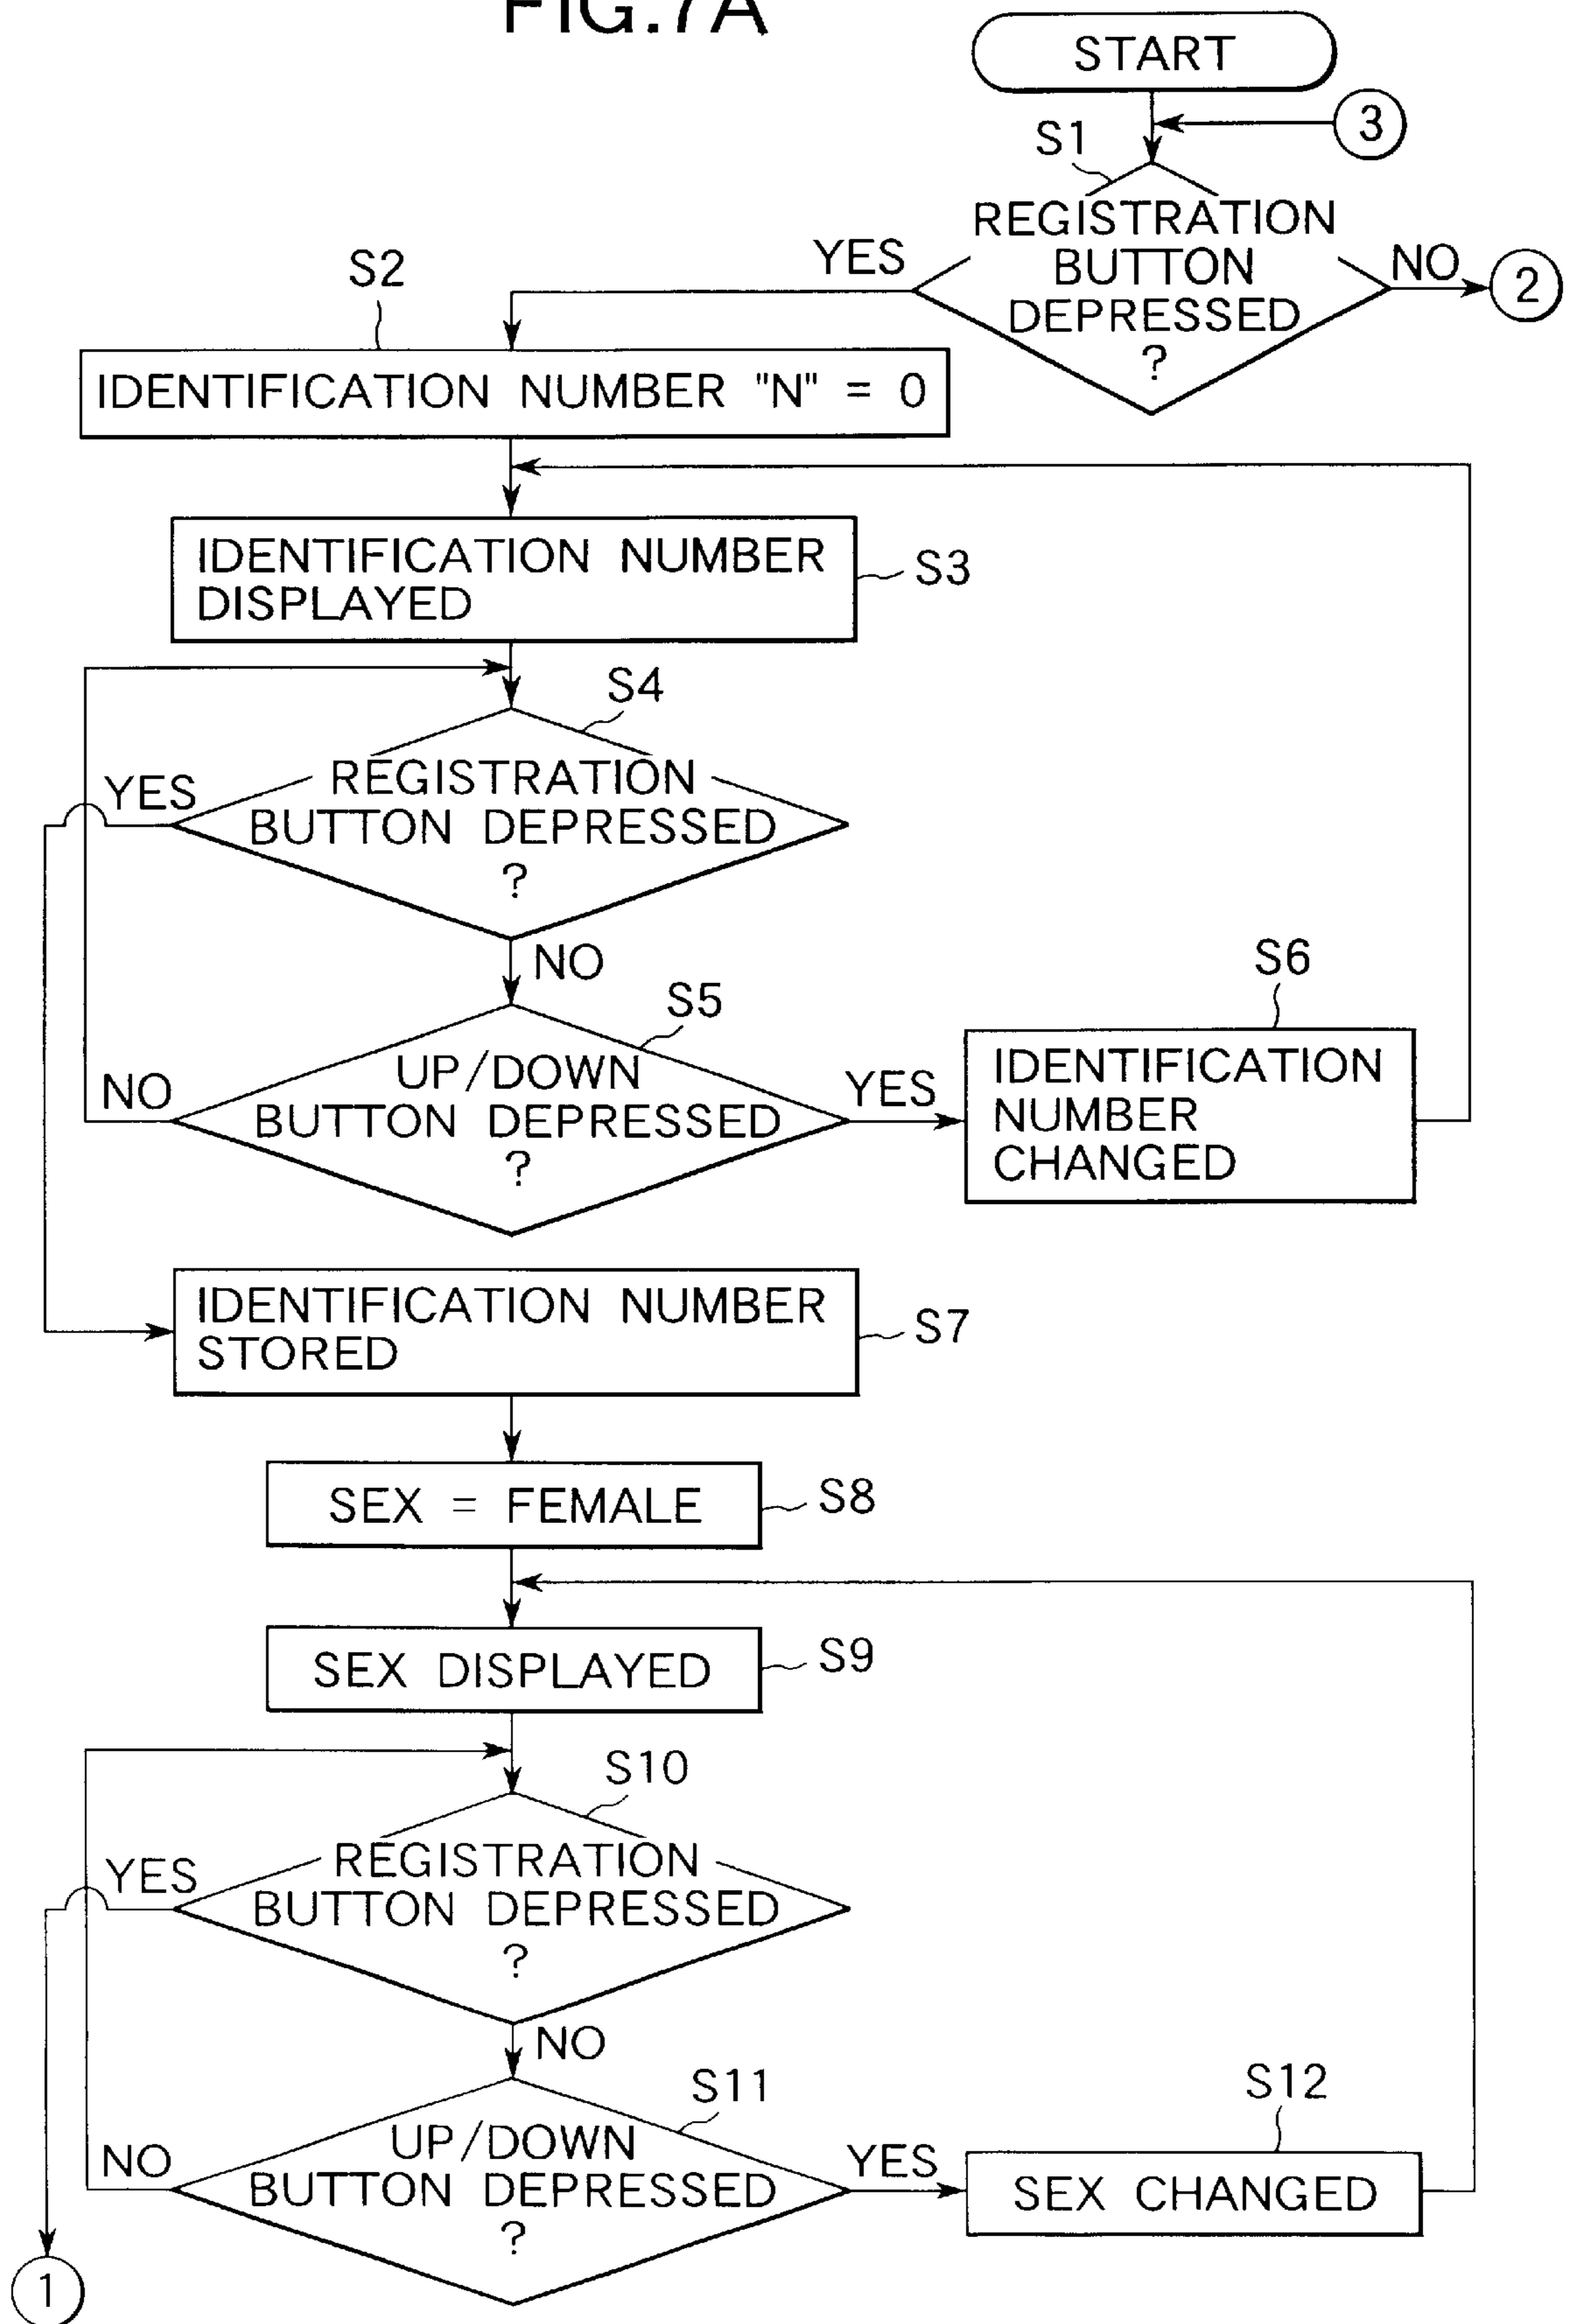 FIG.7A
START
3
S1
REGISTRATION
BUTTON
DEPRESSED
?
YES
NO
2
S2
IDENTIFICATION NUMBER "N" = 0
IDENTIFICATION NUMBER
DISPLAYED
S3
S4
REGISTRATION
BUTTON DEPRESSED
?
YES
NO
S5
UP/DOWN
BUTTON DEPRESSED
?
NO
YES
S6
IDENTIFICATION
NUMBER
CHANGED
IDENTIFICATION NUMBER
STORED
S7
SEX = FEMALE
S8
SEX DISPLAYED
S9
S10
REGISTRATION
BUTTON DEPRESSED
?
YES
NO
S11
UP/DOWN
BUTTON DEPRESSED
?
NO
YES
S12
SEX CHANGED
1